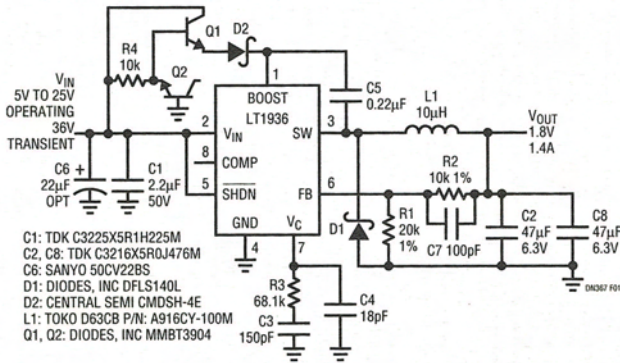 Q1
D2
R4
10k
Q2
VIN
5V TO 25V
OPERATING
36V
TRANSIENT
1
BOOST
LT1936
C5
0.22µF
L1
10µH
VOUT
1.8V
1.4A
2
VIN
SW
3
8
COMP
R2
10k 1%
C6
22µF
OPT
+
C1
2.2µF
50V
5
SHDN
FB
6
D1
R1
20k
1%
C7 100pF
C2
47µF
6.3V
C8
47µF
6.3V
GND
VC
4
7
R3
68.1k
C4
18pF
C3
150pF
DN367 F01
C1: TDK C3225X5R1H225M
C2, C8: TDK C3216X5R0J476M
C6: SANYO 50CV22BS
D1: DIODES, INC DFLS140L
D2: CENTRAL SEMI CMDSH-4E
L1: TOKO D63CB P/N: A916CY-100M
Q1, Q2: DIODES, INC MMBT3904